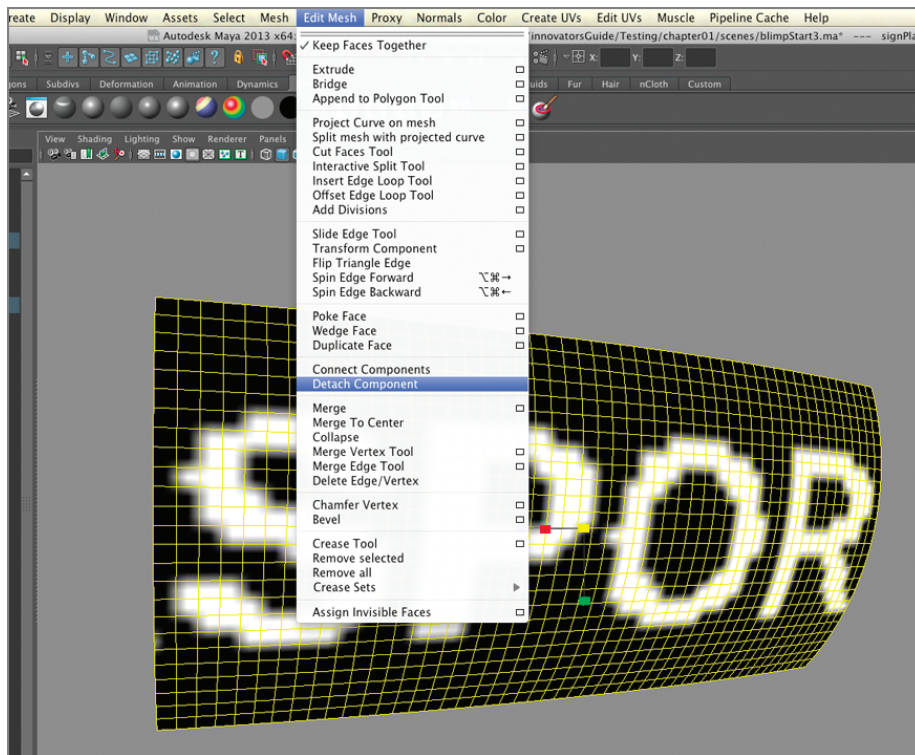 reate Display Window Assets Select Mesh Edit Mesh Proxy Normals Color Create UVs Edit UVs Muscle Pipeline Cache Help
Autodesk Maya 2013 x64: innovatorsGuide/Testing/chapter01/scenes/blimpStart3.ma* --- signPla
X: Y: Z:
gons Subdivs Deformation Animation Dynamics uids Fur Hair nCloth Custom
View Shading Lighting Show Renderer Panels
✓ Keep Faces Together
Extrude
Bridge
Append to Polygon Tool
Project Curve on mesh
Split mesh with projected curve
Cut Faces Tool
Interactive Split Tool
Insert Edge Loop Tool
Offset Edge Loop Tool
Add Divisions
Slide Edge Tool
Transform Component
Flip Triangle Edge
Spin Edge Forward ⌥⌘→
Spin Edge Backward ⌥⌘←
Poke Face
Wedge Face
Duplicate Face
Connect Components
Detach Component
Merge
Merge To Center
Collapse
Merge Vertex Tool
Merge Edge Tool
Delete Edge/Vertex
Chamfer Vertex
Bevel
Crease Tool
Remove selected
Remove all
Crease Sets
Assign Invisible Faces
SPOR